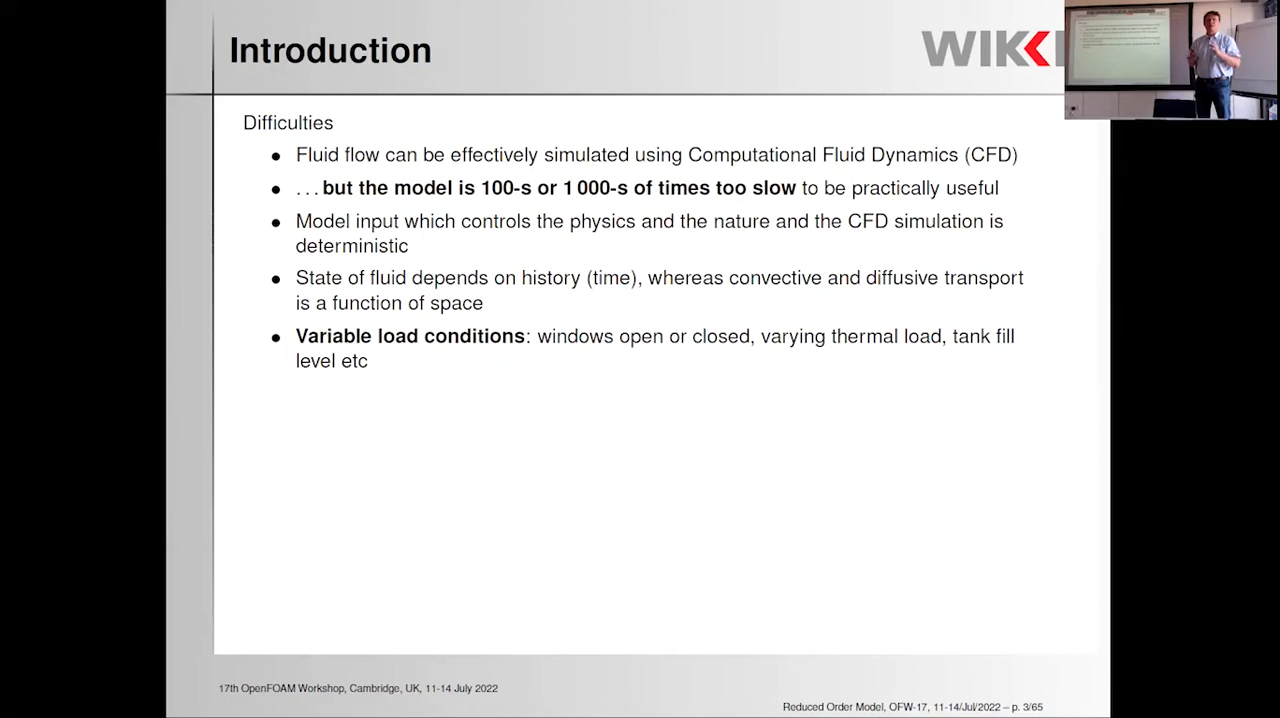 Introduction
WIKK
Difficulties
• Fluid flow can be effectively simulated using Computational Fluid Dynamics (CFD)
• . . . but the model is 100-s or 1 000-s of times too slow to be practically useful
• Model input which controls the physics and the nature and the CFD simulation is
deterministic
• State of fluid depends on history (time), whereas convective and diffusive transport
is a function of space
• Variable load conditions: windows open or closed, varying thermal load, tank fill
level etc
17th OpenFOAM Workshop, Cambridge, UK, 11-14 July 2022
Reduced Order Model, OFW-17, 11-14/Jul/2022 – p. 3/65